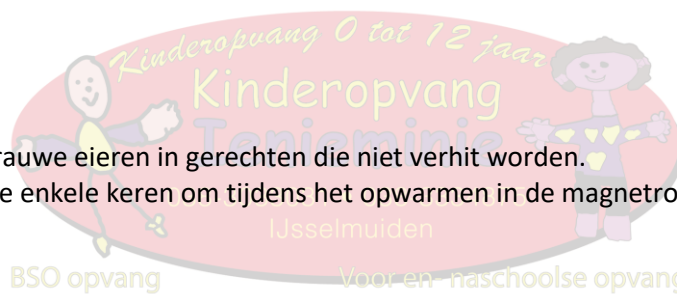 Kinderopvang 0 tot 12 jaar
Kinderopvang
Tenieminie
rauwe eieren in gerechten die niet verhit worden.
e enkele keren om tijdens het opwarmen in de magnetro
IJsselmuiden
BSO opvang
Voor en- naschoolse opvang